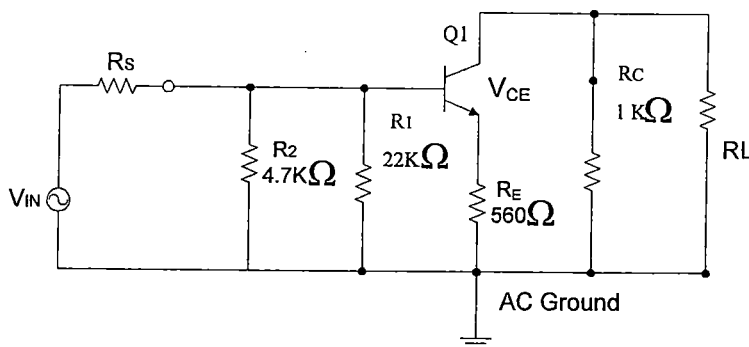 Q1
Rs
VCE
RC
1 KΩ
R1
22KΩ
R2
4.7KΩ
RL
VIN
RE
560Ω
AC Ground